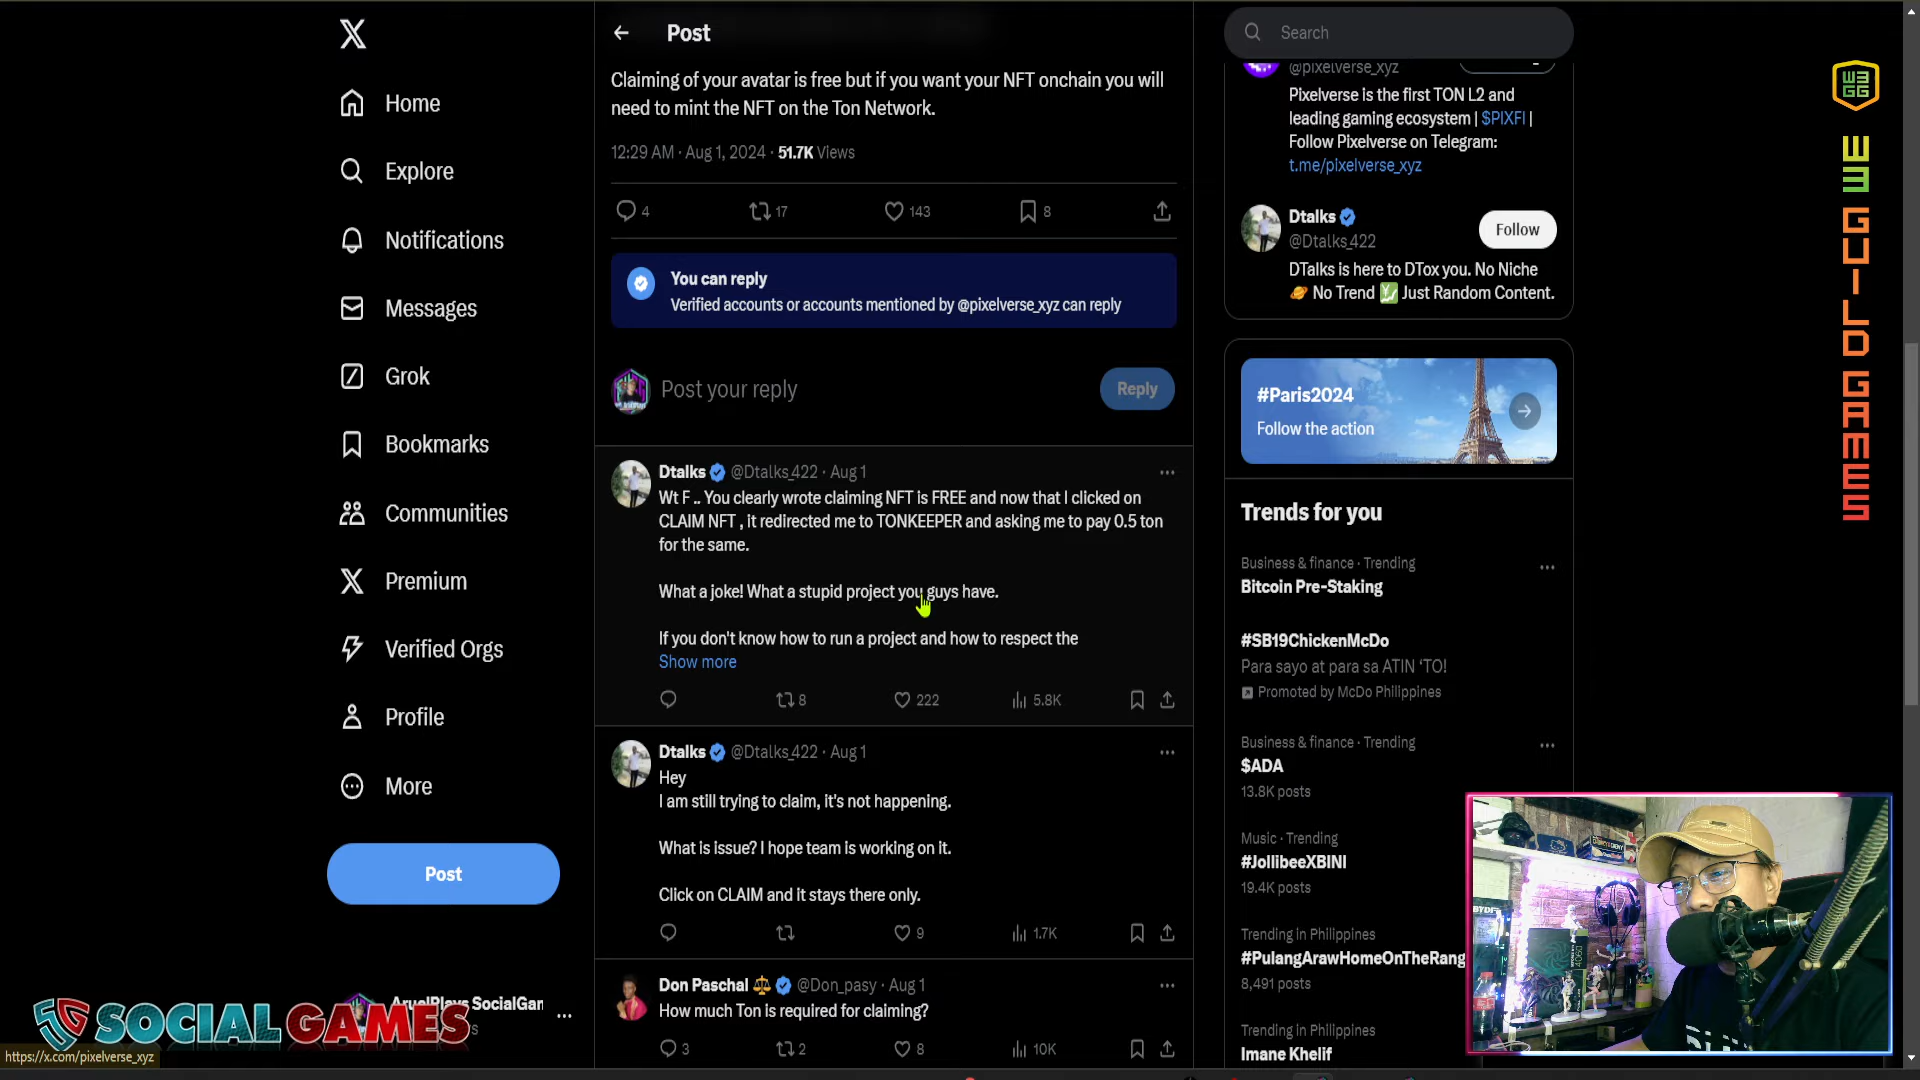 Post
Claiming of your avatar is free but if you want your NFT onchain you will
need to mint the NFT on the Ton Network.
12:29 AM · Aug 1, 2024 · 51.7K Views
4
17
143
8
You can reply
Verified accounts or accounts mentioned by @pixelverse_xyz can reply
Post your reply
Reply
Dtalks @Dtalks_422 · Aug 1
Wt F .. You clearly wrote claiming NFT is FREE and now that I clicked on
CLAIM NFT , it redirected me to TONKEEPER and asking me to pay 0.5 ton
for the same.
What a joke! What a stupid project you guys have.
If you don't know how to run a project and how to respect the
Show more
8
222
5.8K
Dtalks @Dtalks_422 · Aug 1
Hey
I am still trying to claim, it's not happening.
What is issue? I hope team is working on it.
Click on CLAIM and it stays there only.
9
1.7K
Don Paschal @Don_pasy · Aug 1
How much Ton is required for claiming?
3
2
8
10K
Home
Explore
Notifications
Messages
Grok
Bookmarks
Communities
Premium
Verified Orgs
Profile
More
Post
SOCIAL GAMES
https://x.com/pixelverse_xyz
Search
@pixelverse_xyz
Pixelverse is the first TON L2 and
leading gaming ecosystem | $PIXFI |
Follow Pixelverse on Telegram:
t.me/pixelverse_xyz
Dtalks
@Dtalks_422
Follow
DTalks is here to DTox you. No Niche
No Trend Just Random Content.
#Paris2024
Follow the action
Trends for you
Business & finance · Trending
Bitcoin Pre-Staking
#SB19ChickenMcDo
Para sayo at para sa ATIN ‘TO!
Promoted by McDo Philippines
Business & finance · Trending
$ADA
13.8K posts
Music · Trending
#JollibeeXBINI
19.4K posts
Trending in Philippines
#PulangArawHomeOnTheRang
8,491 posts
Trending in Philippines
Imane Khelif
W3
GG
W3 GUILD GAMES